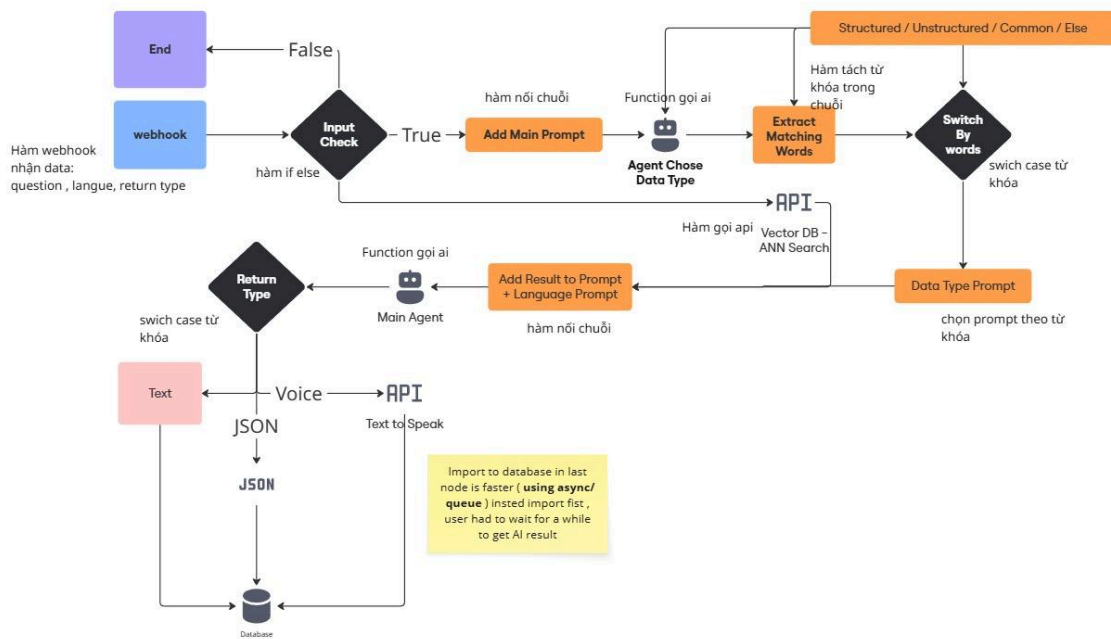 End
False
Structured / Unstructured / Common / Else
hàm nối chuỗi
Function gọi ai
Hàm tách từ
khóa trong
chuỗi
webhook
Input
Check
True
Add Main Prompt
Agent Chose
Data Type
Extract
Matching
Words
Switch
By
words
Hàm webhook
nhận data:
question , langue, return type
hàm if else
swich case từ
khóa
Hàm gọi api
API
Vector DB –
ANN Search
Function gọi ai
Return
Type
Main Agent
Add Result to Prompt
+ Language Prompt
Data Type Prompt
swich case từ
khóa
hàm nối chuỗi
chọn prompt theo từ
khóa
Text
Voice
API
Text to Speak
JSON
JSON
Import to database in last
node is faster ( using async/
queue ) insted import fist ,
user had to wait for a while
to get AI result
Database